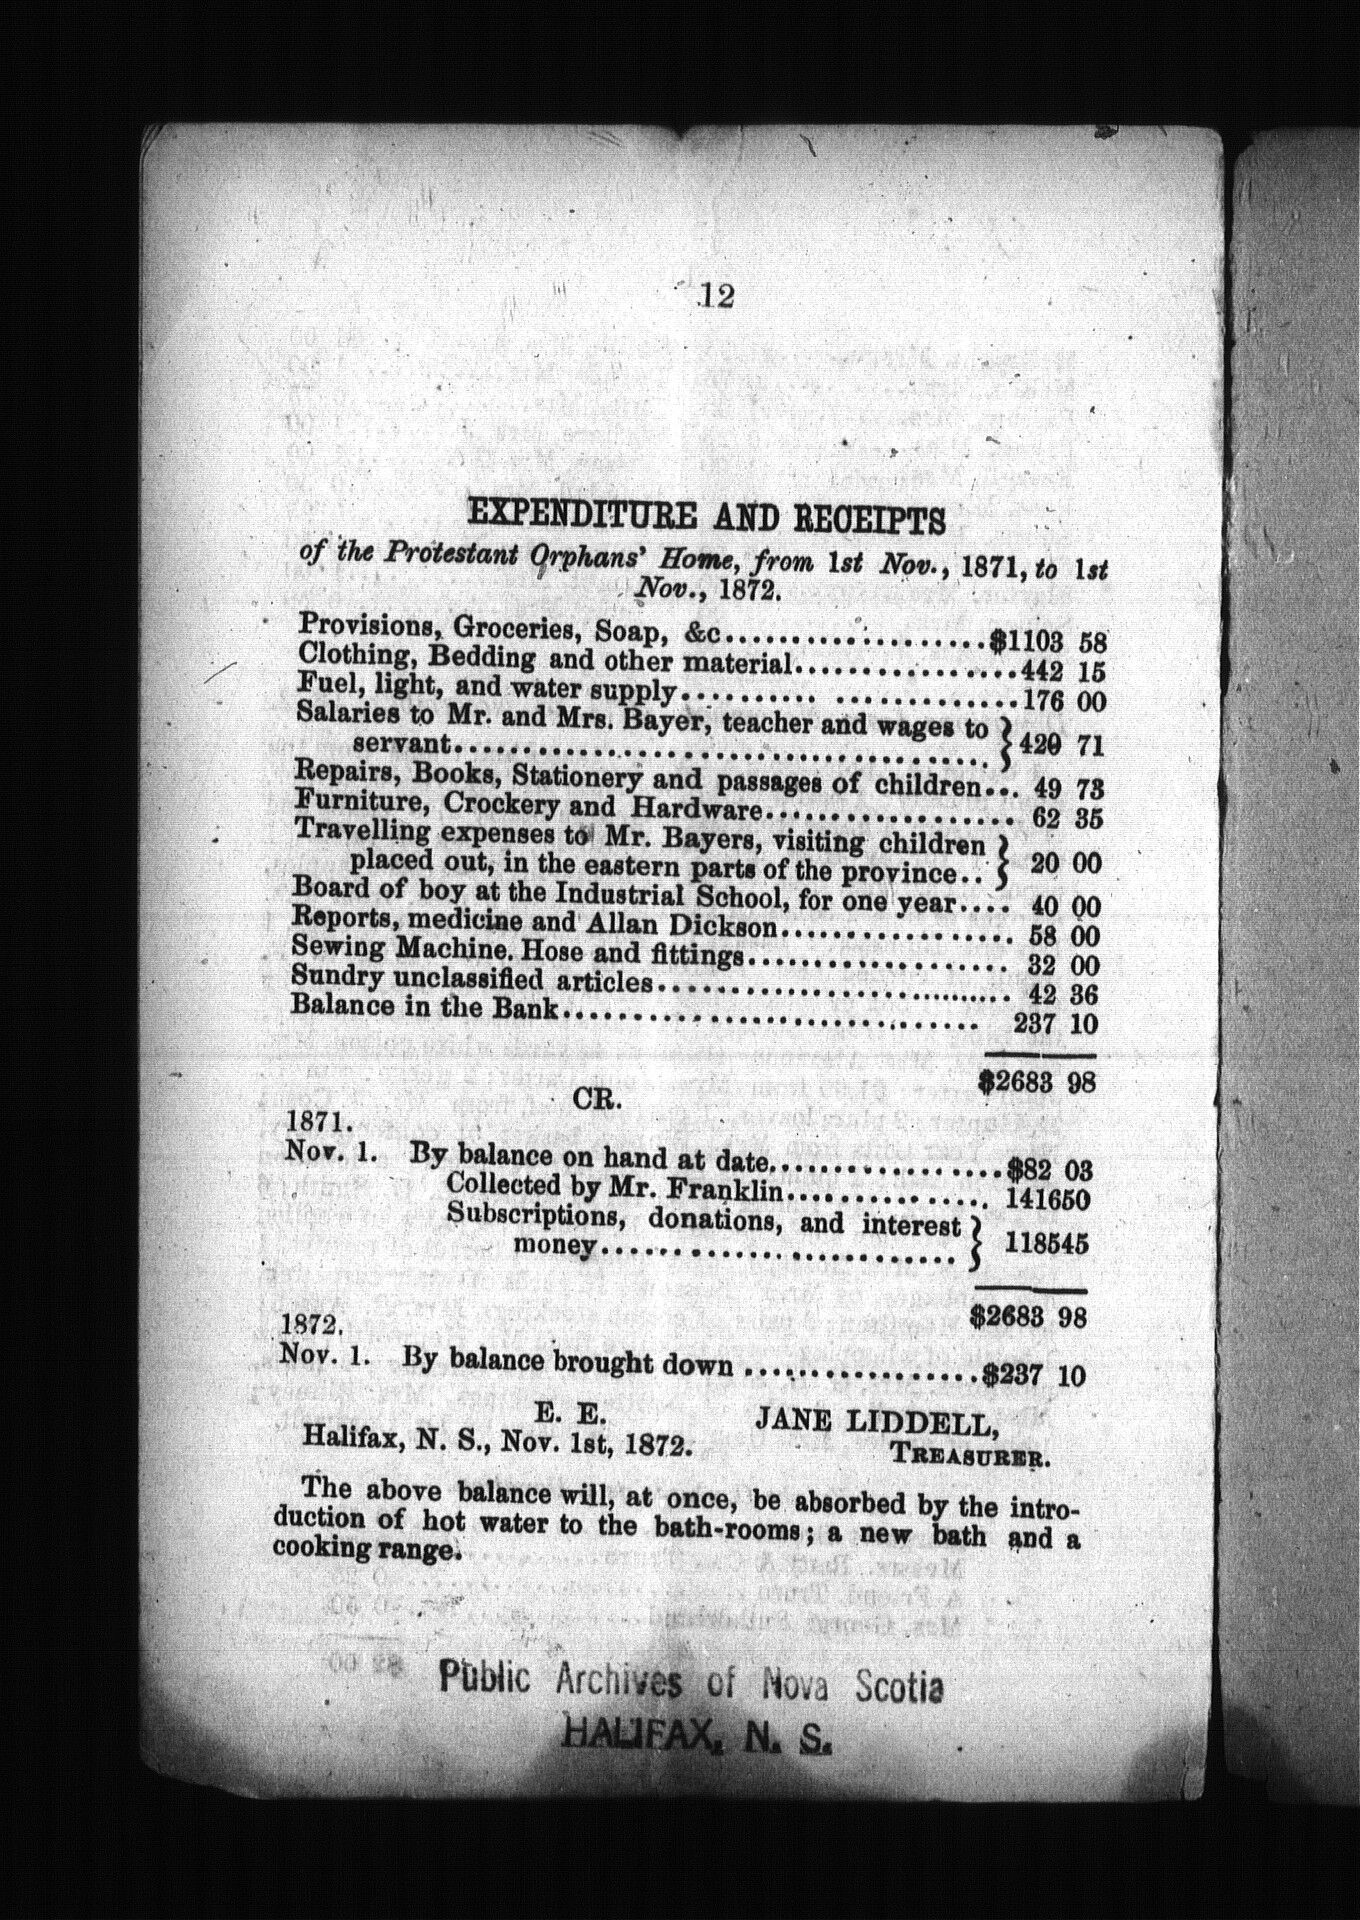 12
EXPENDITURE AND RECEIPTS
of the Protestant Orphans' Home, from 1st Nov., 1871, to 1st
Nov., 1872.
Provisions, Groceries, Soap, &c....................$1103 58
Clothing, Bedding and other material.................442 15
Fuel, light, and water supply.......... ..............176 00
Salaries to Mr. and Mrs. Bayer, teacher and wages to } 420 71
servant........................................
Repairs, Books, Stationery and passages of children... 49 73
Furniture, Crockery and Hardware................... 62 35
Travelling expenses to Mr. Bayers, visiting children } 20 00
placed out, in the eastern parts of the province..
Board of boy at the Industrial School, for one year.... 40 00
Reports, medicine and Allan Dickson.................. 58 00
Sewing Machine. Hose and fittings.................... 32 00
Sundry unclassified articles............................ 42 36
Balance in the Bank............................... 237 10
$2683 98
CR.
1871.
Nov. 1. By balance on hand at date..................$82 03
Collected by Mr. Franklin............... 141650
Subscriptions, donations, and interest } 118545
money...........................
$2683 98
1872.
Nov. 1. By balance brought down ..................$237 10
E. E. JANE LIDDELL,
Halifax, N. S., Nov. 1st, 1872. TREASURER.
The above balance will, at once, be absorbed by the intro-
duction of hot water to the bath-rooms; a new bath and a
cooking range.
Public Archives of Nova Scotia
HALIFAX, N. S.